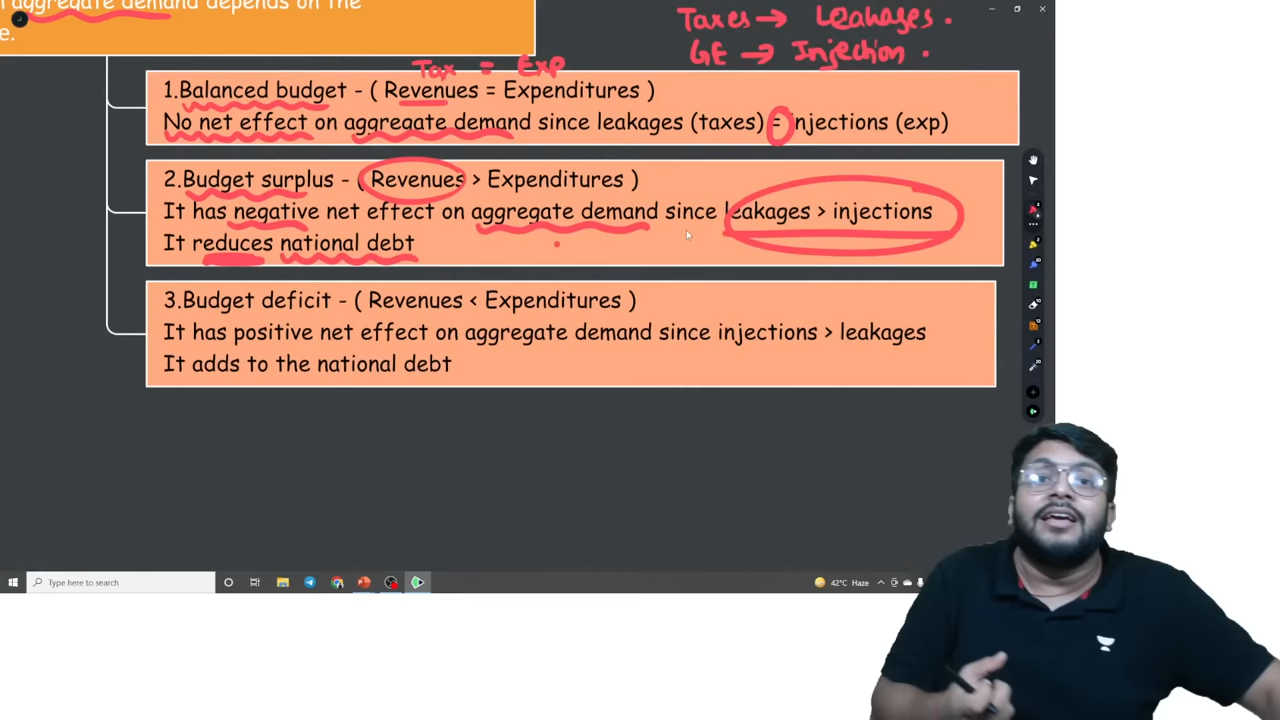 aggregate demand depends on the
e.
Taxes → Leakages.
GE → Injection.
Tax = Exp
1.Balanced budget - ( Revenues = Expenditures )
No net effect on aggregate demand since leakages (taxes) = injections (exp)
2.Budget surplus - ( Revenues > Expenditures )
It has negative net effect on aggregate demand since leakages > injections
It reduces national debt
3.Budget deficit - ( Revenues < Expenditures )
It has positive net effect on aggregate demand since injections > leakages
It adds to the national debt
Type here to search
42°C Haze